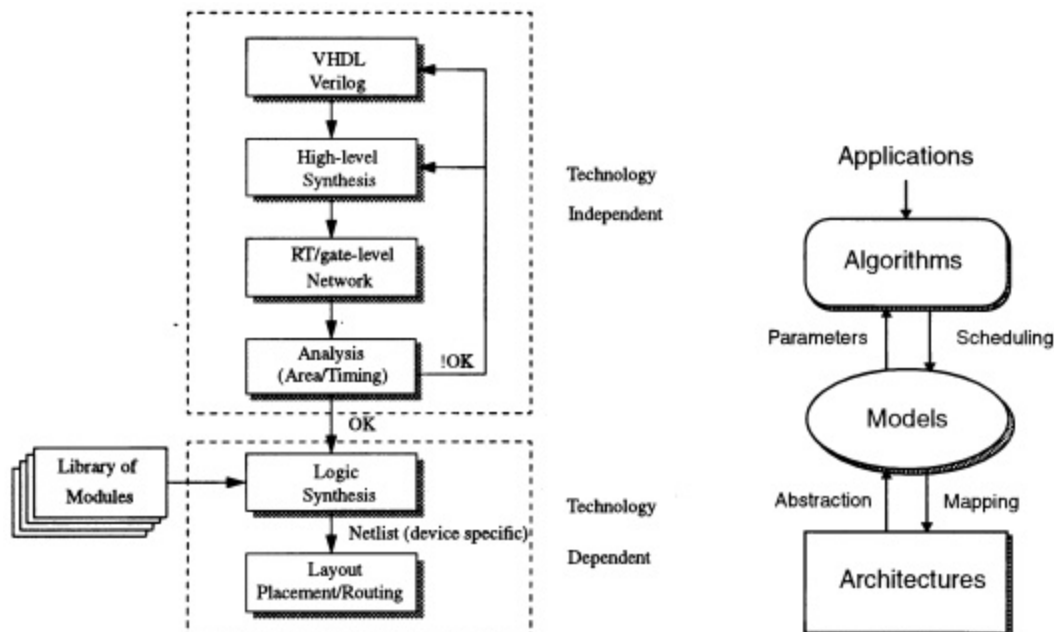 VHDL
Verilog
High-level
Synthesis
RT/gate-level
Network
Analysis
(Area/Timing)
!OK
OK
Technology
Independent
Library of
Modules
Logic
Synthesis
Netlist (device specific)
Layout
Placement/Routing
Technology
Dependent
Applications
Algorithms
Parameters
Scheduling
Models
Abstraction
Mapping
Architectures